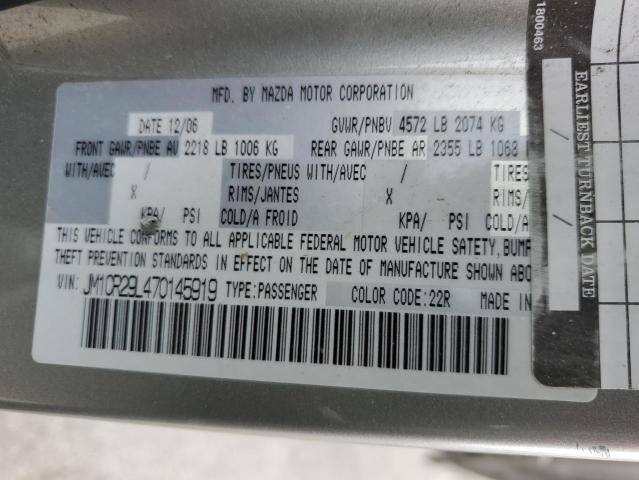 MFD. BY MAZDA MOTOR CORPORATION
DATE 12/06 GVWR/PNBV 4572 LB 2074 KG
FRONT GAWR/PNBE AV 2218 LB 1006 KG REAR GAWR/PNBE AR 2355 LB 1068
WITH/AVEC / TIRES/PNEUS WITH/AVEC / TIRES
X RIMS/JANTES X RIMS/
KPA/ PSI COLD/A FROID KPA/ PSI COLD/A
THIS VEHICLE CONFORMS TO ALL APPLICABLE FEDERAL MOTOR VEHICLE SAFETY, BUMP
THEFT PREVENTION STANDARDS IN EFFECT ON THE DATE OF MANUFACTURE SHOWN ABO
VIN: JM1CR29L470145919 TYPE:PASSENGER COLOR CODE:22R MADE IN
1800463
EARLIEST TURNBACK DATE
/ /